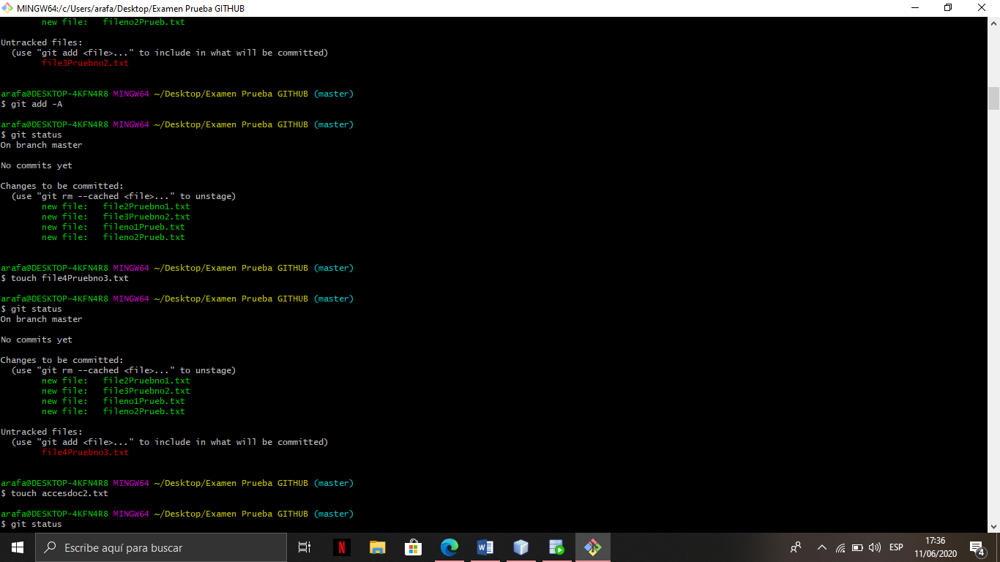 MINGW64:/c/Users/arafa/Desktop/Examen Prueba GITHUB
new file:   fileno2Prueb.txt
Untracked files:
(use "git add <file>..." to include in what will be committed)
file3Pruebno2.txt
arafa@DESKTOP-4KFN4R8 MINGW64 ~/Desktop/Examen Prueba GITHUB (master)
$ git add -A
arafa@DESKTOP-4KFN4R8 MINGW64 ~/Desktop/Examen Prueba GITHUB (master)
$ git status
On branch master
No commits yet
Changes to be committed:
(use "git rm --cached <file>..." to unstage)
new file:   file2Pruebno1.txt
new file:   file3Pruebno2.txt
new file:   fileno1Prueb.txt
new file:   fileno2Prueb.txt
arafa@DESKTOP-4KFN4R8 MINGW64 ~/Desktop/Examen Prueba GITHUB (master)
$ touch file4Pruebno3.txt
arafa@DESKTOP-4KFN4R8 MINGW64 ~/Desktop/Examen Prueba GITHUB (master)
$ git status
On branch master
No commits yet
Changes to be committed:
(use "git rm --cached <file>..." to unstage)
new file:   file2Pruebno1.txt
new file:   file3Pruebno2.txt
new file:   fileno1Prueb.txt
new file:   fileno2Prueb.txt
Untracked files:
(use "git add <file>..." to include in what will be committed)
file4Pruebno3.txt
arafa@DESKTOP-4KFN4R8 MINGW64 ~/Desktop/Examen Prueba GITHUB (master)
$ touch accesdoc2.txt
arafa@DESKTOP-4KFN4R8 MINGW64 ~/Desktop/Examen Prueba GITHUB (master)
$ git status
Escribe aquí para buscar
N
W
ESP
17:36
11/06/2020
4